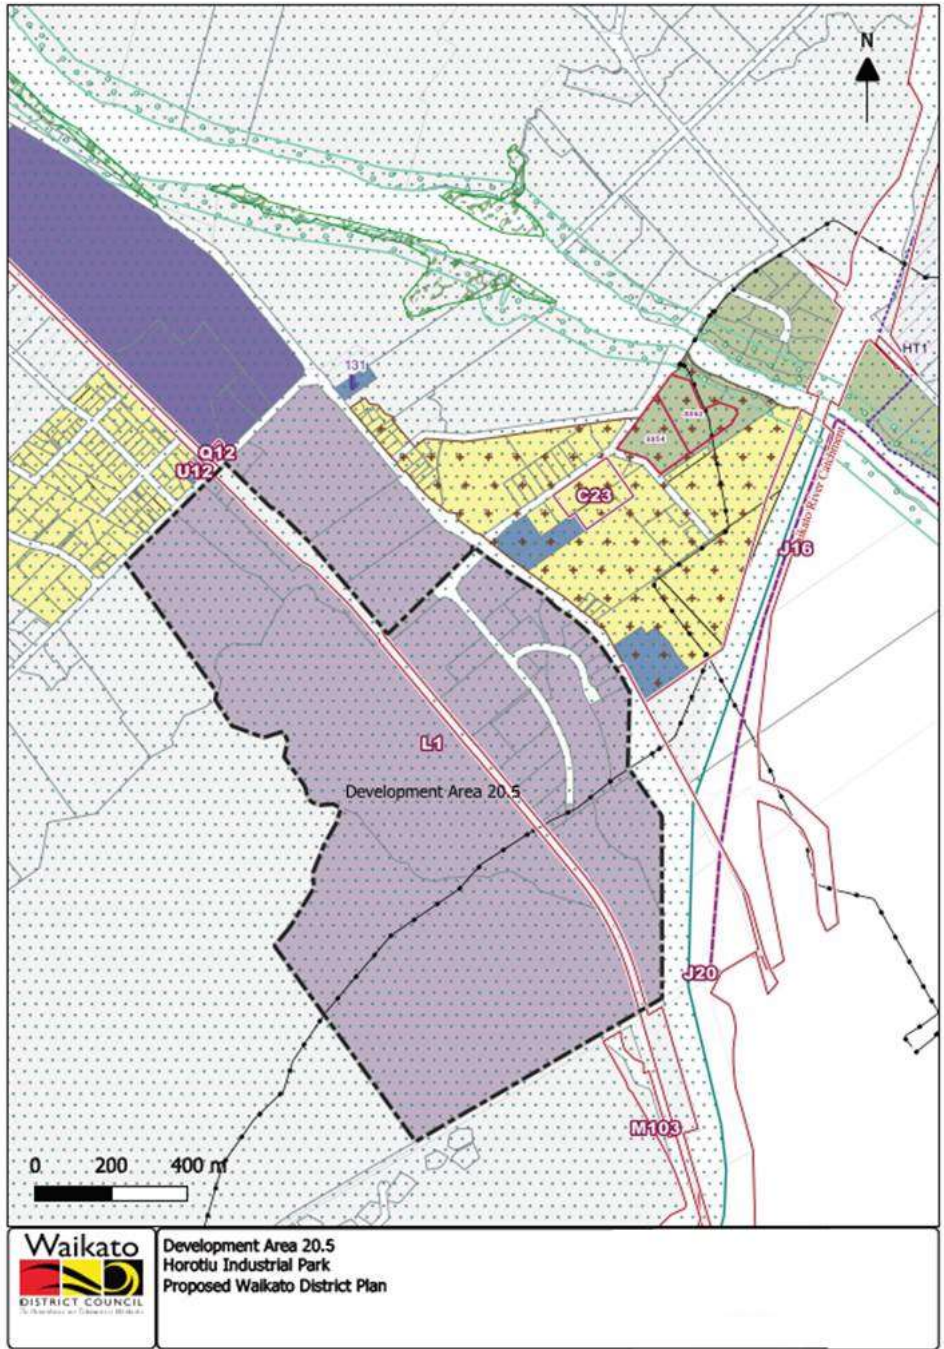 N
131
HT1
Q12
U12
8892
C23
Waikato River Catchment
J16
L1
Development Area 20.5
J20
M103
0 200 400 m
Waikato
DISTRICT COUNCIL
Development Area 20.5
Horotiu Industrial Park
Proposed Waikato District Plan